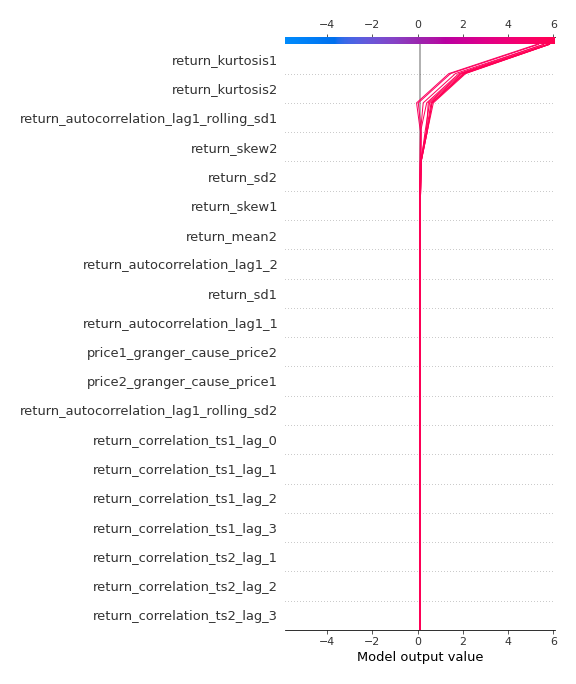 −4 −2 0 2 4 6
return_kurtosis1
return_kurtosis2
return_autocorrelation_lag1_rolling_sd1
return_skew2
return_sd2
return_skew1
return_mean2
return_autocorrelation_lag1_2
return_sd1
return_autocorrelation_lag1_1
price1_granger_cause_price2
price2_granger_cause_price1
return_autocorrelation_lag1_rolling_sd2
return_correlation_ts1_lag_0
return_correlation_ts1_lag_1
return_correlation_ts1_lag_2
return_correlation_ts1_lag_3
return_correlation_ts2_lag_1
return_correlation_ts2_lag_2
return_correlation_ts2_lag_3
−4 −2 0 2 4 6
Model output value